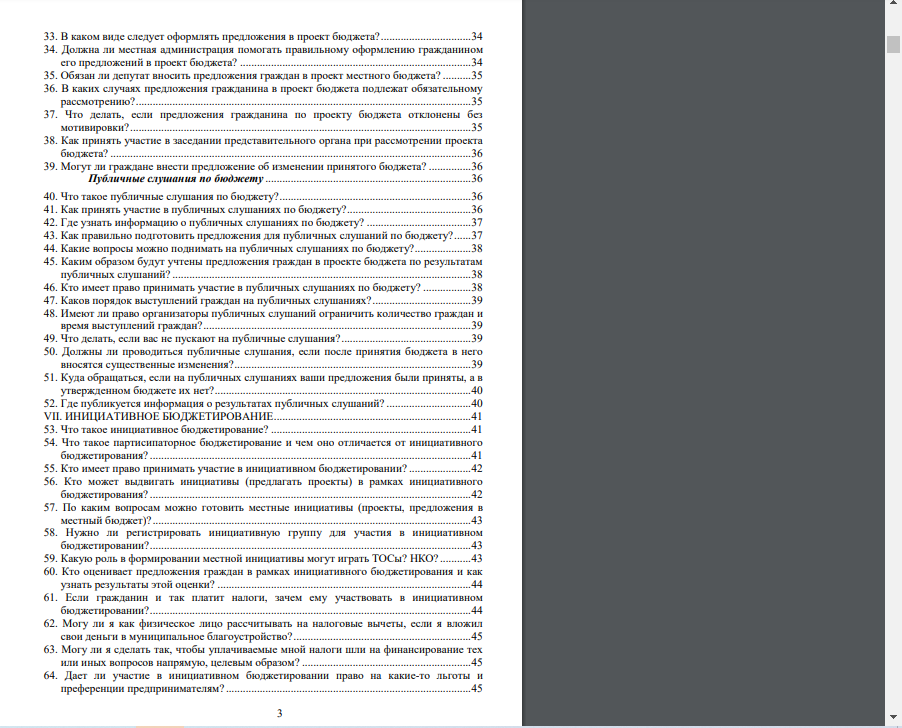 33. В каком виде следует оформлять предложения в проект бюджета?................................34
34. Должна ли местная администрация помогать правильному оформлению гражданином
его предложений в проект бюджета? ..................................................................................34
35. Обязан ли депутат вносить предложения граждан в проект местного бюджета? ..........35
36. В каких случаях предложения гражданина в проект бюджета подлежат обязательному
рассмотрению?......................................................................................................................35
37. Что делать, если предложения гражданина по проекту бюджета отклонены без
мотивировки?........................................................................................................................35
38. Как принять участие в заседании представительного органа при рассмотрении проекта
бюджета? ...............................................................................................................................36
39. Могут ли граждане внести предложение об изменении принятого бюджета? ...............36
Публичные слушания по бюджету .........................................................................36
40. Что такое публичные слушания по бюджету?....................................................................36
41. Как принять участие в публичных слушаниях по бюджету?............................................36
42. Где узнать информацию о публичных слушаниях по бюджету? .....................................37
43. Как правильно подготовить предложения для публичных слушаний по бюджету?......37
44. Какие вопросы можно поднимать на публичных слушаниях по бюджету?....................38
45. Каким образом будут учтены предложения граждан в проекте бюджета по результатам
публичных слушаний? .........................................................................................................38
46. Кто имеет право принимать участие в публичных слушаниях по бюджету? .................38
47. Каков порядок выступлений граждан на публичных слушаниях?...................................39
48. Имеют ли право организаторы публичных слушаний ограничить количество граждан и
время выступлений граждан?...............................................................................................39
49. Что делать, если вас не пускают на публичные слушания?..............................................39
50. Должны ли проводиться публичные слушания, если после принятия бюджета в него
вносятся существенные изменения?....................................................................................39
51. Куда обращаться, если на публичных слушаниях ваши предложения были приняты, а в
утвержденном бюджете их нет?...........................................................................................40
52. Где публикуется информация о результатах публичных слушаний? ..............................40
VII. ИНИЦИАТИВНОЕ БЮДЖЕТИРОВАНИЕ......................................................................41
53. Что такое инициативное бюджетирование? .......................................................................41
54. Что такое партисипаторное бюджетирование и чем оно отличается от инициативного
бюджетирования? .................................................................................................................41
55. Кто имеет право принимать участие в инициативном бюджетировании? ......................42
56. Кто может выдвигать инициативы (предлагать проекты) в рамках инициативного
бюджетирования? .................................................................................................................42
57. По каким вопросам можно готовить местные инициативы (проекты, предложения в
местный бюджет)?................................................................................................................43
58. Нужно ли регистрировать инициативную группу для участия в инициативном
бюджетировании?.................................................................................................................43
59. Какую роль в формировании местной инициативы могут играть ТОСы? НКО? ...........43
60. Кто оценивает предложения граждан в рамках инициативного бюджетирования и как
узнать результаты этой оценки? ..........................................................................................44
61. Если гражданин и так платит налоги, зачем ему участвовать в инициативном
бюджетировании?.................................................................................................................44
62. Могу ли я как физическое лицо рассчитывать на налоговые вычеты, если я вложил
свои деньги в муниципальное благоустройство?...............................................................45
63. Могу ли я сделать так, чтобы уплачиваемые мной налоги шли на финансирование тех
или иных вопросов напрямую, целевым образом? ............................................................45
64. Дает ли участие в инициативном бюджетировании право на какие-то льготы и
преференции предпринимателям? .......................................................................................45
3